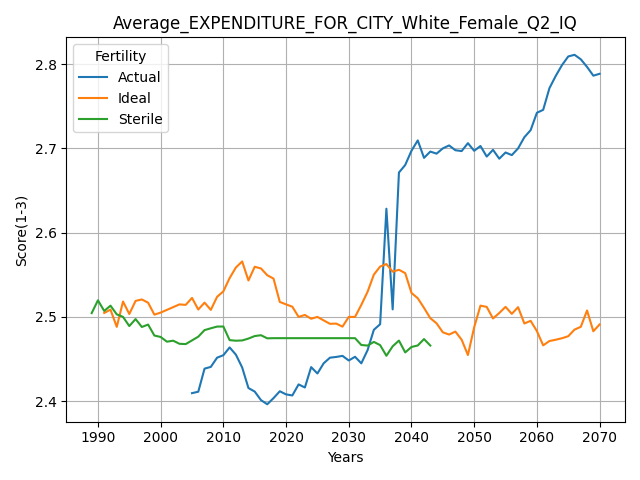 Average_EXPENDITURE_FOR_CITY_White_Female_Q2_IQ
Fertility
Actual
Ideal
Sterile
Score(1-3)
2.8
2.7
2.6
2.5
2.4
1990 2000 2010 2020 2030 2040 2050 2060 2070
Years